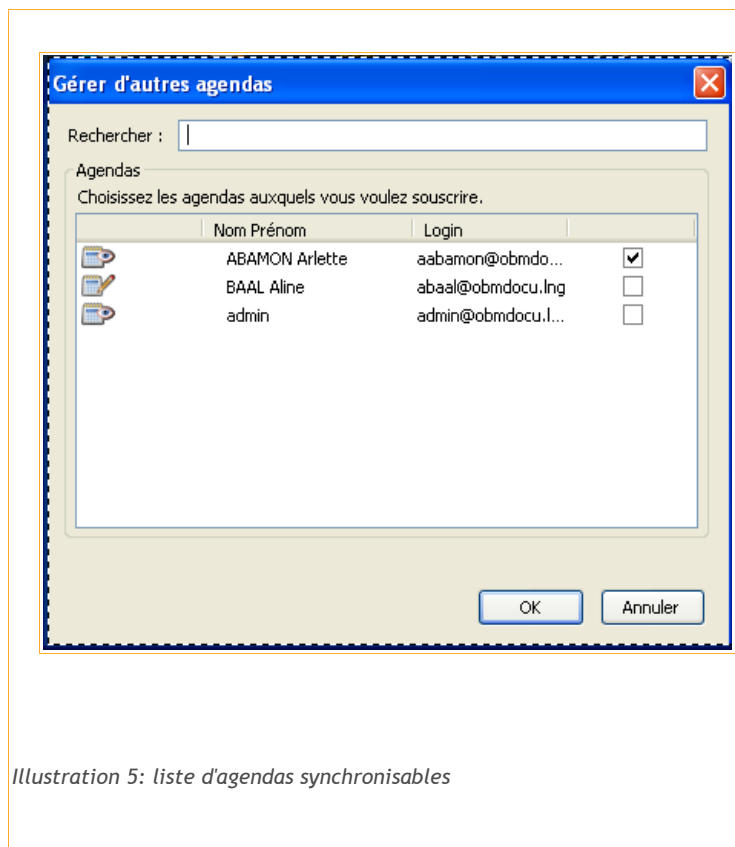 Gérer d'autres agendas
Rechercher :
Agendas
Choisissez les agendas auxquels vous voulez souscrire.
Nom Prénom Login
ABAMON Arlette aabamon@obmdo...
BAAL Aline abaal@obmdocu.lng
admin admin@obmdocu.l...
OK Annuler
Illustration 5: liste d'agendas synchronisables